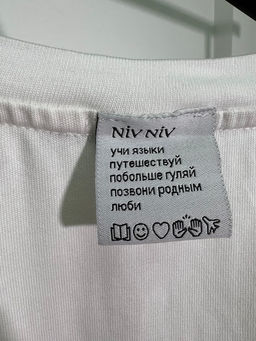 Niv Niv
учи языки
путешествуй
побольше гуляй
позвони родным
люби